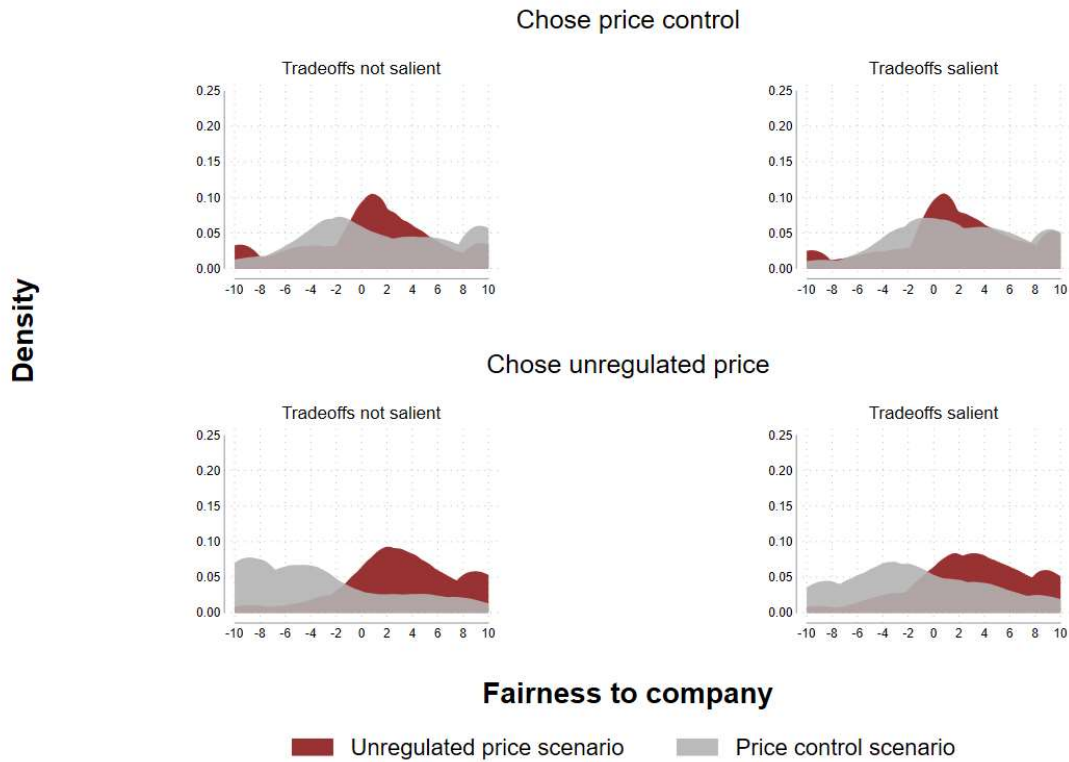 Chose price control
Tradeoffs not salient
Tradeoffs salient
0.25
0.20
0.15
0.10
0.05
0.00
-10 -8 -6 -4 -2 0 2 4 6 8 10
0.25
0.20
0.15
0.10
0.05
0.00
-10 -8 -6 -4 -2 0 2 4 6 8 10
Density
Chose unregulated price
Tradeoffs not salient
Tradeoffs salient
0.25
0.20
0.15
0.10
0.05
0.00
-10 -8 -6 -4 -2 0 2 4 6 8 10
0.25
0.20
0.15
0.10
0.05
0.00
-10 -8 -6 -4 -2 0 2 4 6 8 10
Fairness to company
Unregulated price scenario
Price control scenario